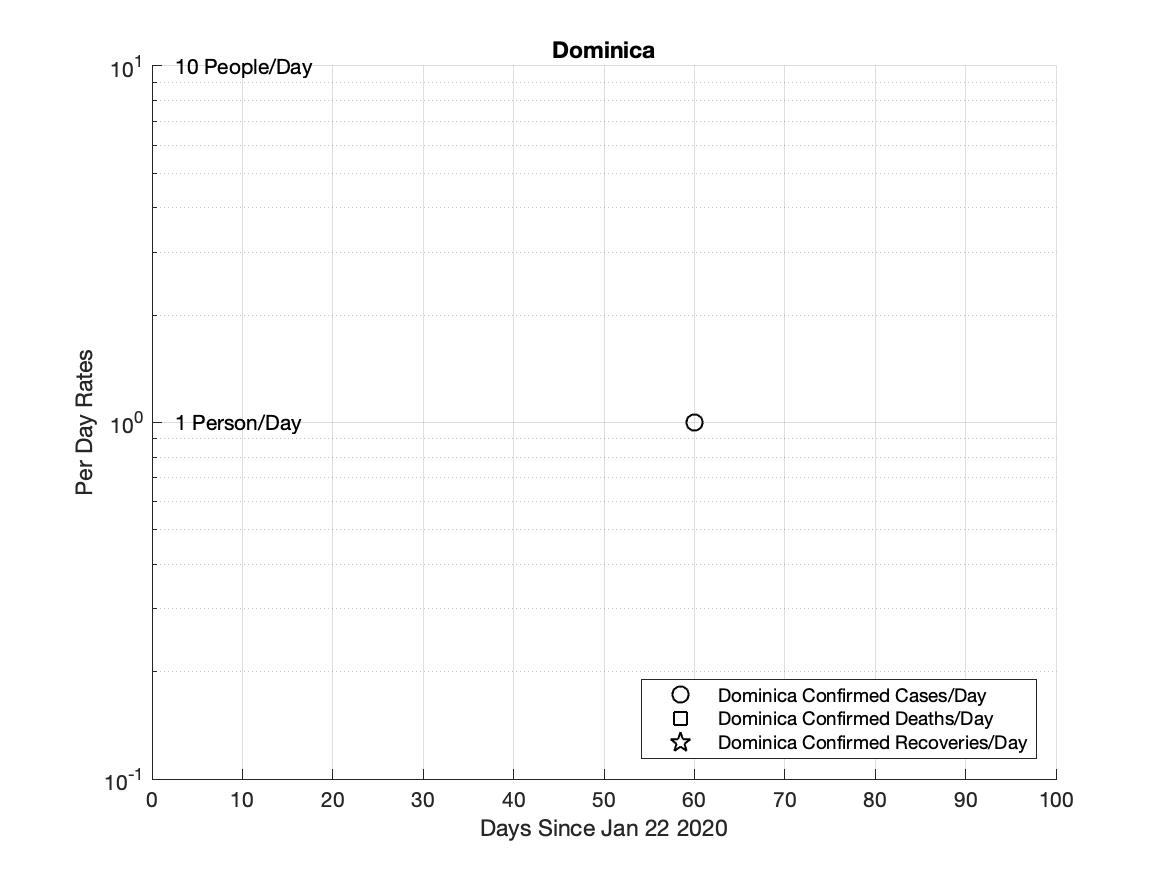 Dominica
10 People/Day
10^1
1 Person/Day
10^0
10^-1
Per Day Rates
Dominica Confirmed Cases/Day
Dominica Confirmed Deaths/Day
Dominica Confirmed Recoveries/Day
0 10 20 30 40 50 60 70 80 90 100
Days Since Jan 22 2020